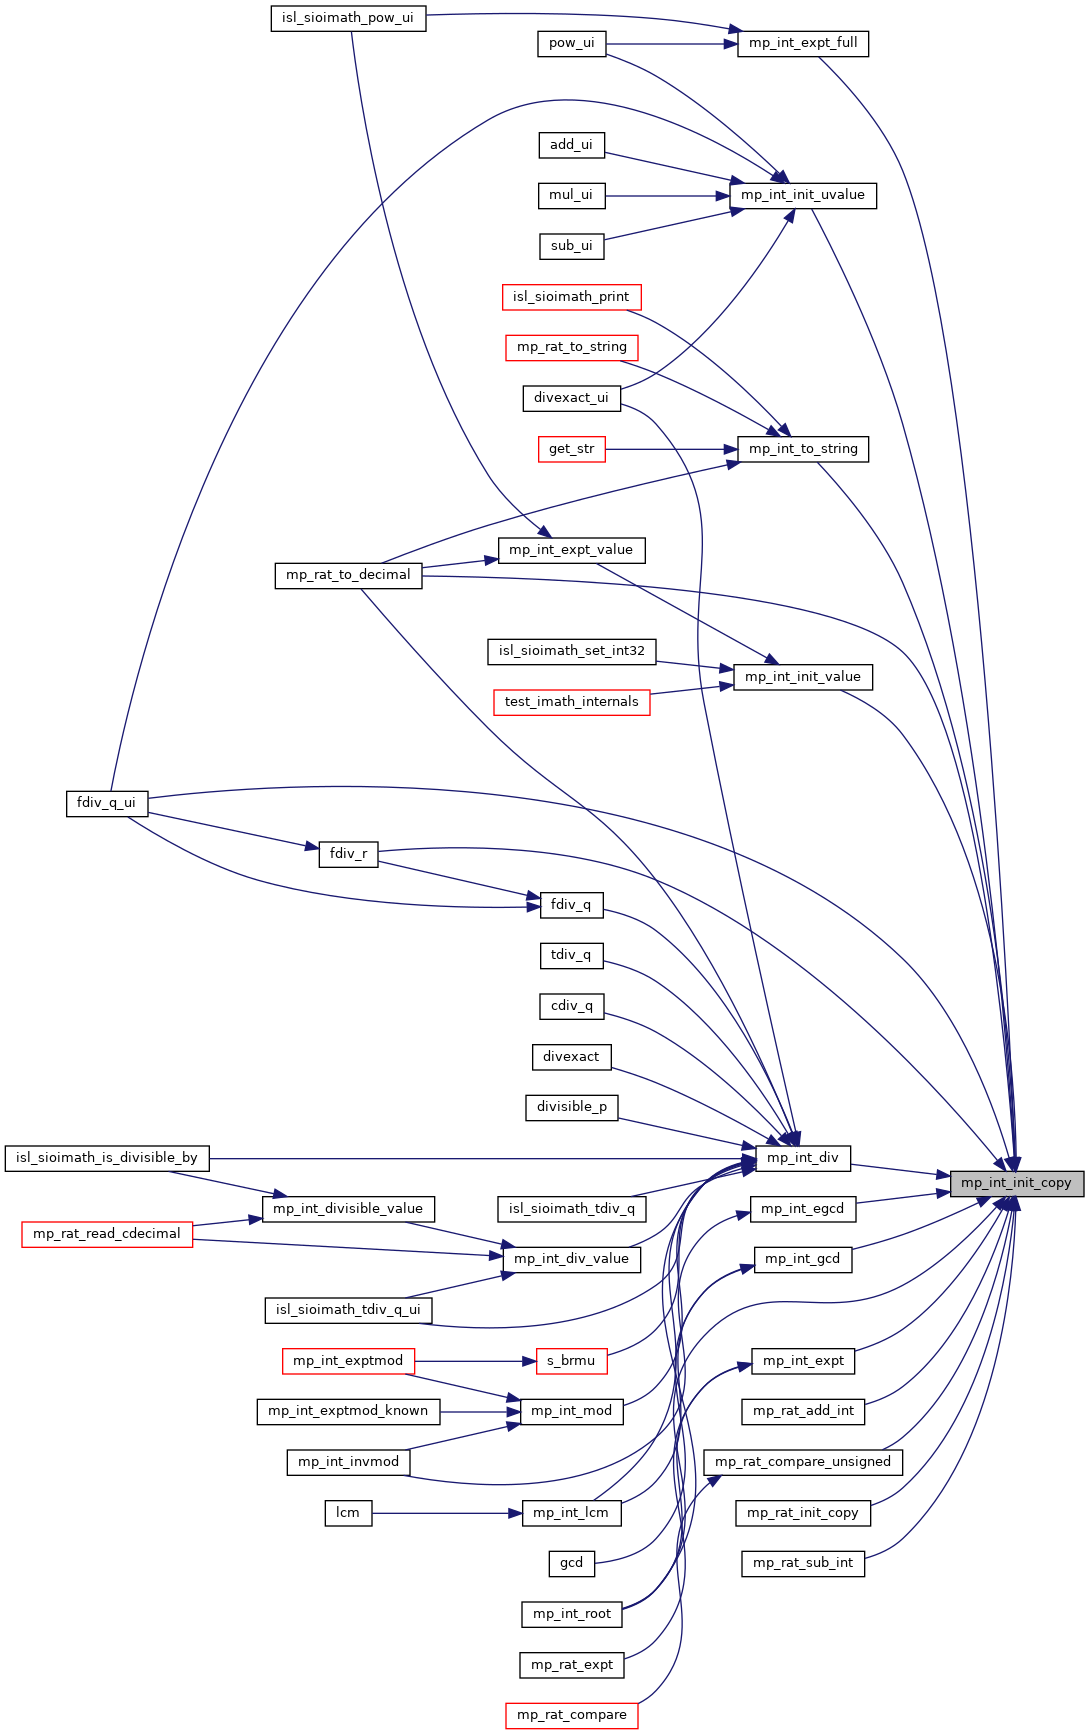 isl_sioimath_pow_ui
pow_ui
mp_int_expt_full
add_ui
mul_ui
mp_int_init_uvalue
sub_ui
isl_sioimath_print
mp_rat_to_string
divexact_ui
get_str
mp_int_to_string
mp_int_expt_value
mp_rat_to_decimal
isl_sioimath_set_int32
mp_int_init_value
test_imath_internals
fdiv_q_ui
fdiv_r
fdiv_q
tdiv_q
cdiv_q
divexact
divisible_p
isl_sioimath_is_divisible_by
mp_int_div
mp_int_init_copy
mp_int_divisible_value
isl_sioimath_tdiv_q
mp_int_egcd
mp_rat_read_cdecimal
mp_int_div_value
mp_int_gcd
isl_sioimath_tdiv_q_ui
mp_int_exptmod
s_brmu
mp_int_expt
mp_int_exptmod_known
mp_int_mod
mp_rat_add_int
mp_int_invmod
mp_rat_compare_unsigned
lcm
mp_int_lcm
mp_rat_init_copy
gcd
mp_rat_sub_int
mp_int_root
mp_rat_expt
mp_rat_compare